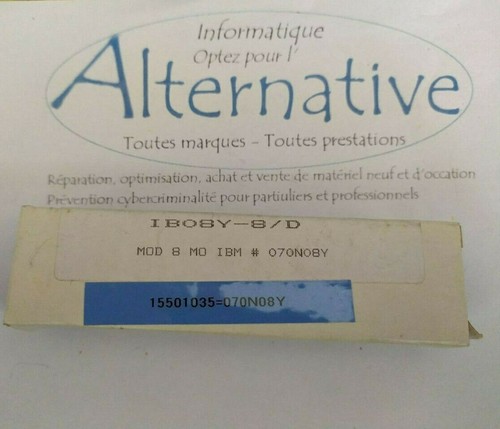 Informatique
Optez pour l'
Alternative
Toutes marques - Toutes prestations
Réparation, optimisation, achat et vente de matériel neuf et d'occation
Prévention cybercriminalité pour partiuliers et professionnels
IB08Y-8/D
MOD 8 MO IBM # 070N08Y
15501035=070N08Y